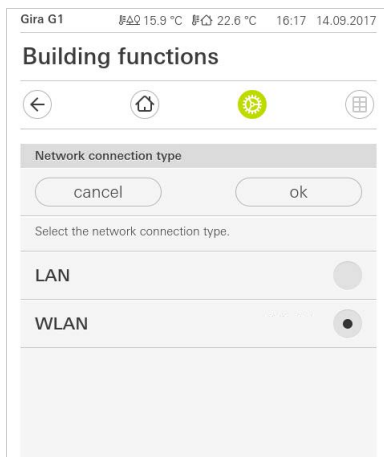 Gira G1 15.9 °C 22.6 °C 16:17 14.09.2017
Building functions
Network connection type
cancel ok
Select the network connection type.
LAN
WLAN